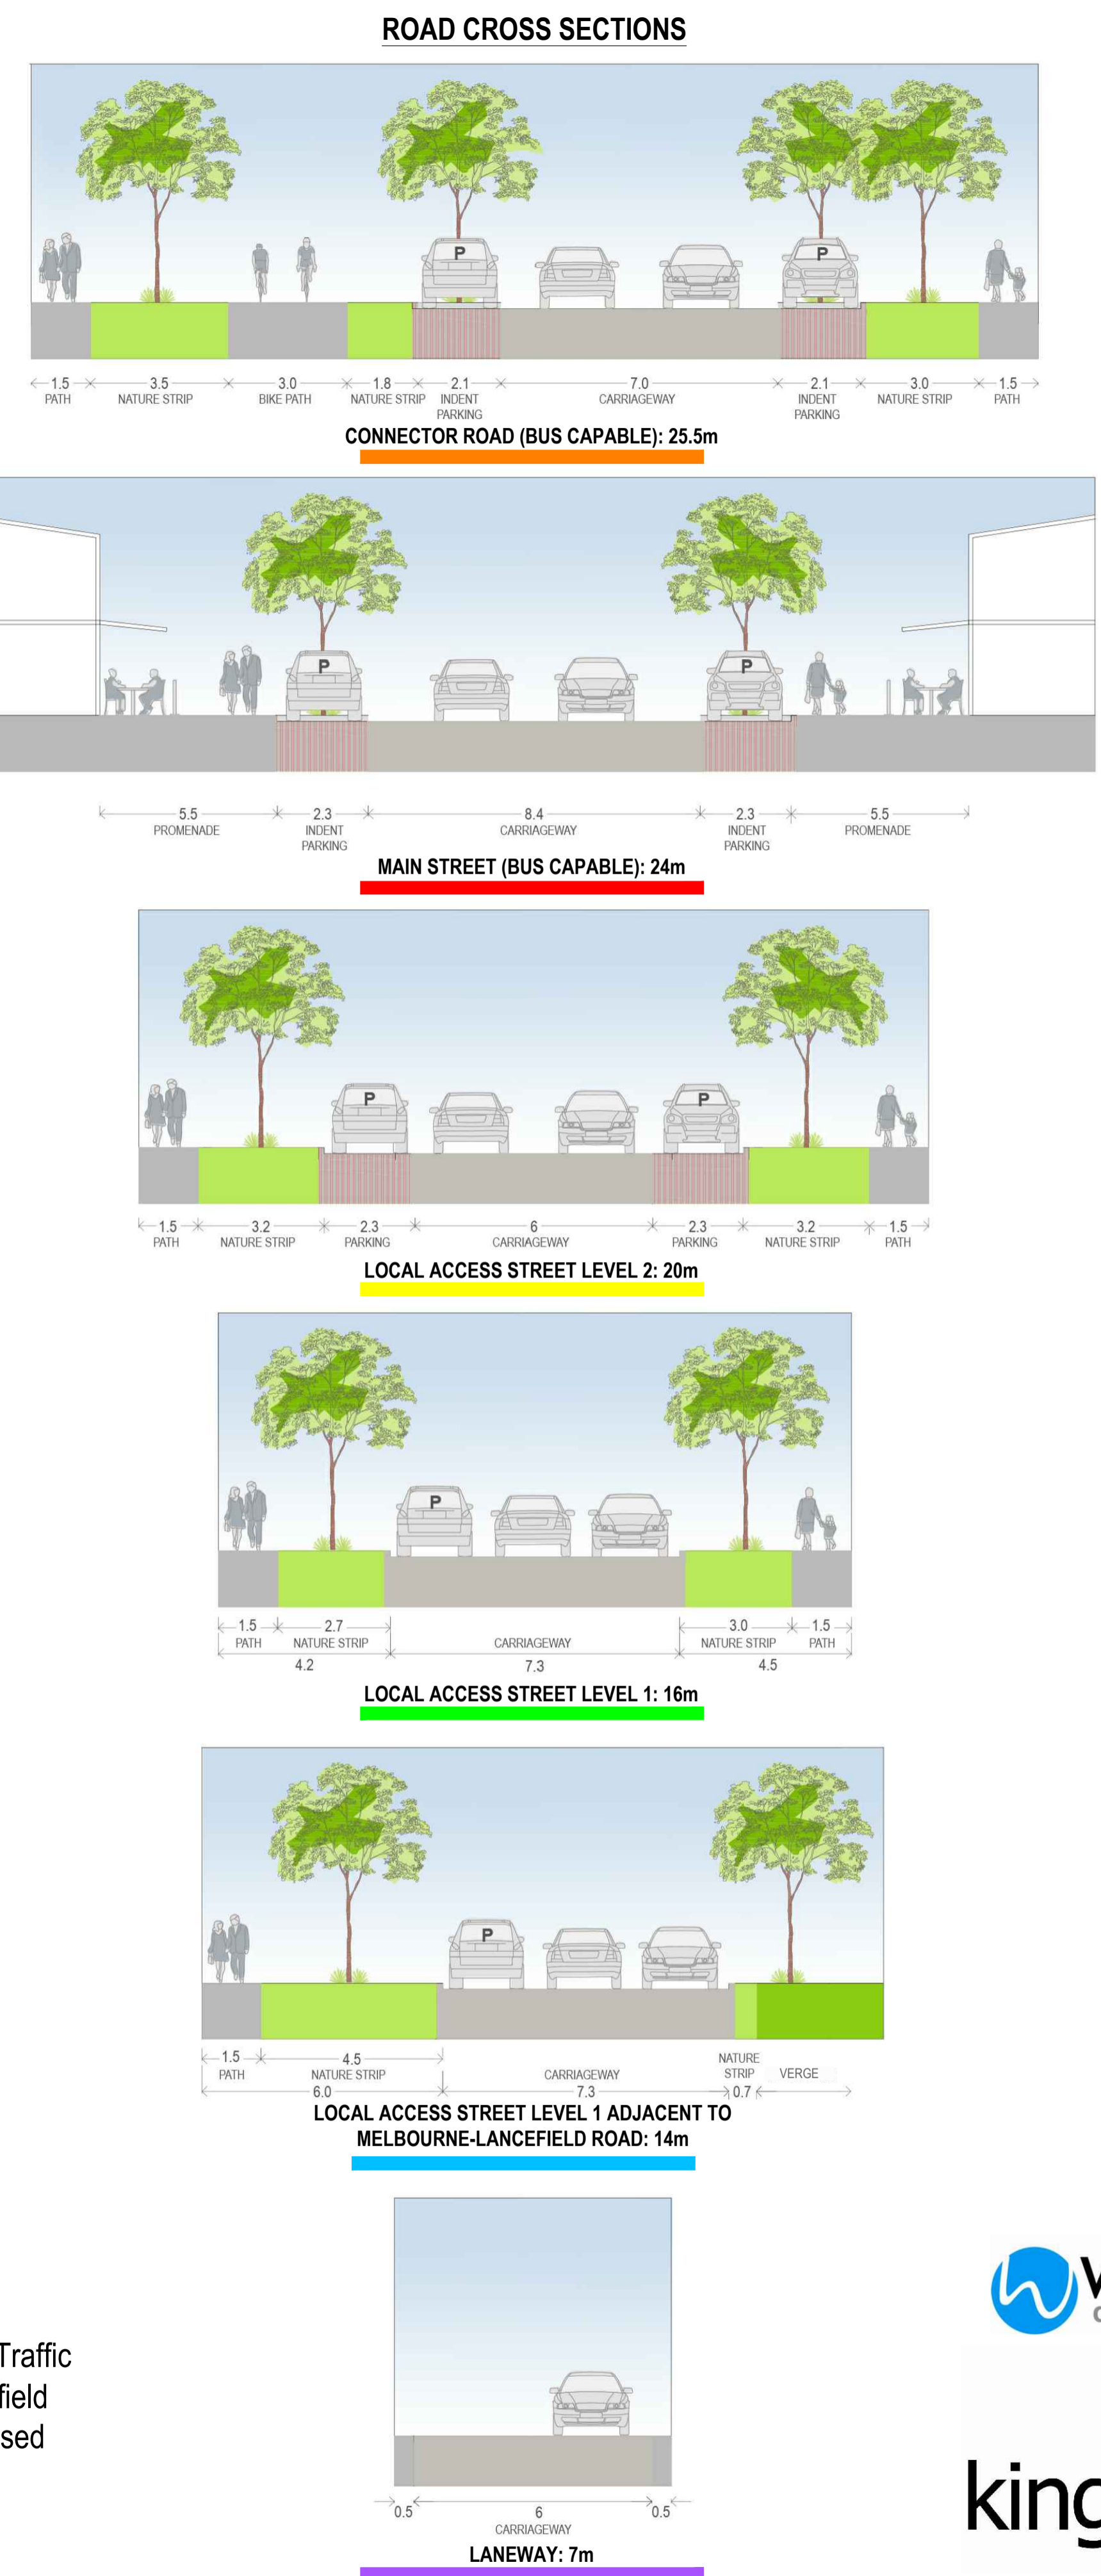 ROAD CROSS SECTIONS
P P
1.5 3.5 3.0 1.8 2.1 7.0 2.1 3.0 1.5
PATH NATURE STRIP BIKE PATH NATURE STRIP INDENT CARRIAGEWAY INDENT NATURE STRIP PATH
PARKING PARKING
CONNECTOR ROAD (BUS CAPABLE): 25.5m
P P
5.5 2.3 8.4 2.3 5.5
PROMENADE INDENT CARRIAGEWAY INDENT PROMENADE
PARKING PARKING
MAIN STREET (BUS CAPABLE): 24m
P P
1.5 3.2 2.3 6 2.3 3.2 1.5
PATH NATURE STRIP PARKING CARRIAGEWAY PARKING NATURE STRIP PATH
LOCAL ACCESS STREET LEVEL 2: 20m
P
1.5 2.7 3.0 1.5
PATH NATURE STRIP CARRIAGEWAY NATURE STRIP PATH
4.2 7.3 4.5
LOCAL ACCESS STREET LEVEL 1: 16m
P
1.5 4.5 NATURE
PATH NATURE STRIP CARRIAGEWAY STRIP VERGE
6.0 7.3 0.7
LOCAL ACCESS STREET LEVEL 1 ADJACENT TO
MELBOURNE-LANCEFIELD ROAD: 14m
0.5 6 0.5
CARRIAGEWAY
LANEWAY: 7m
Traffic
field
sed
king